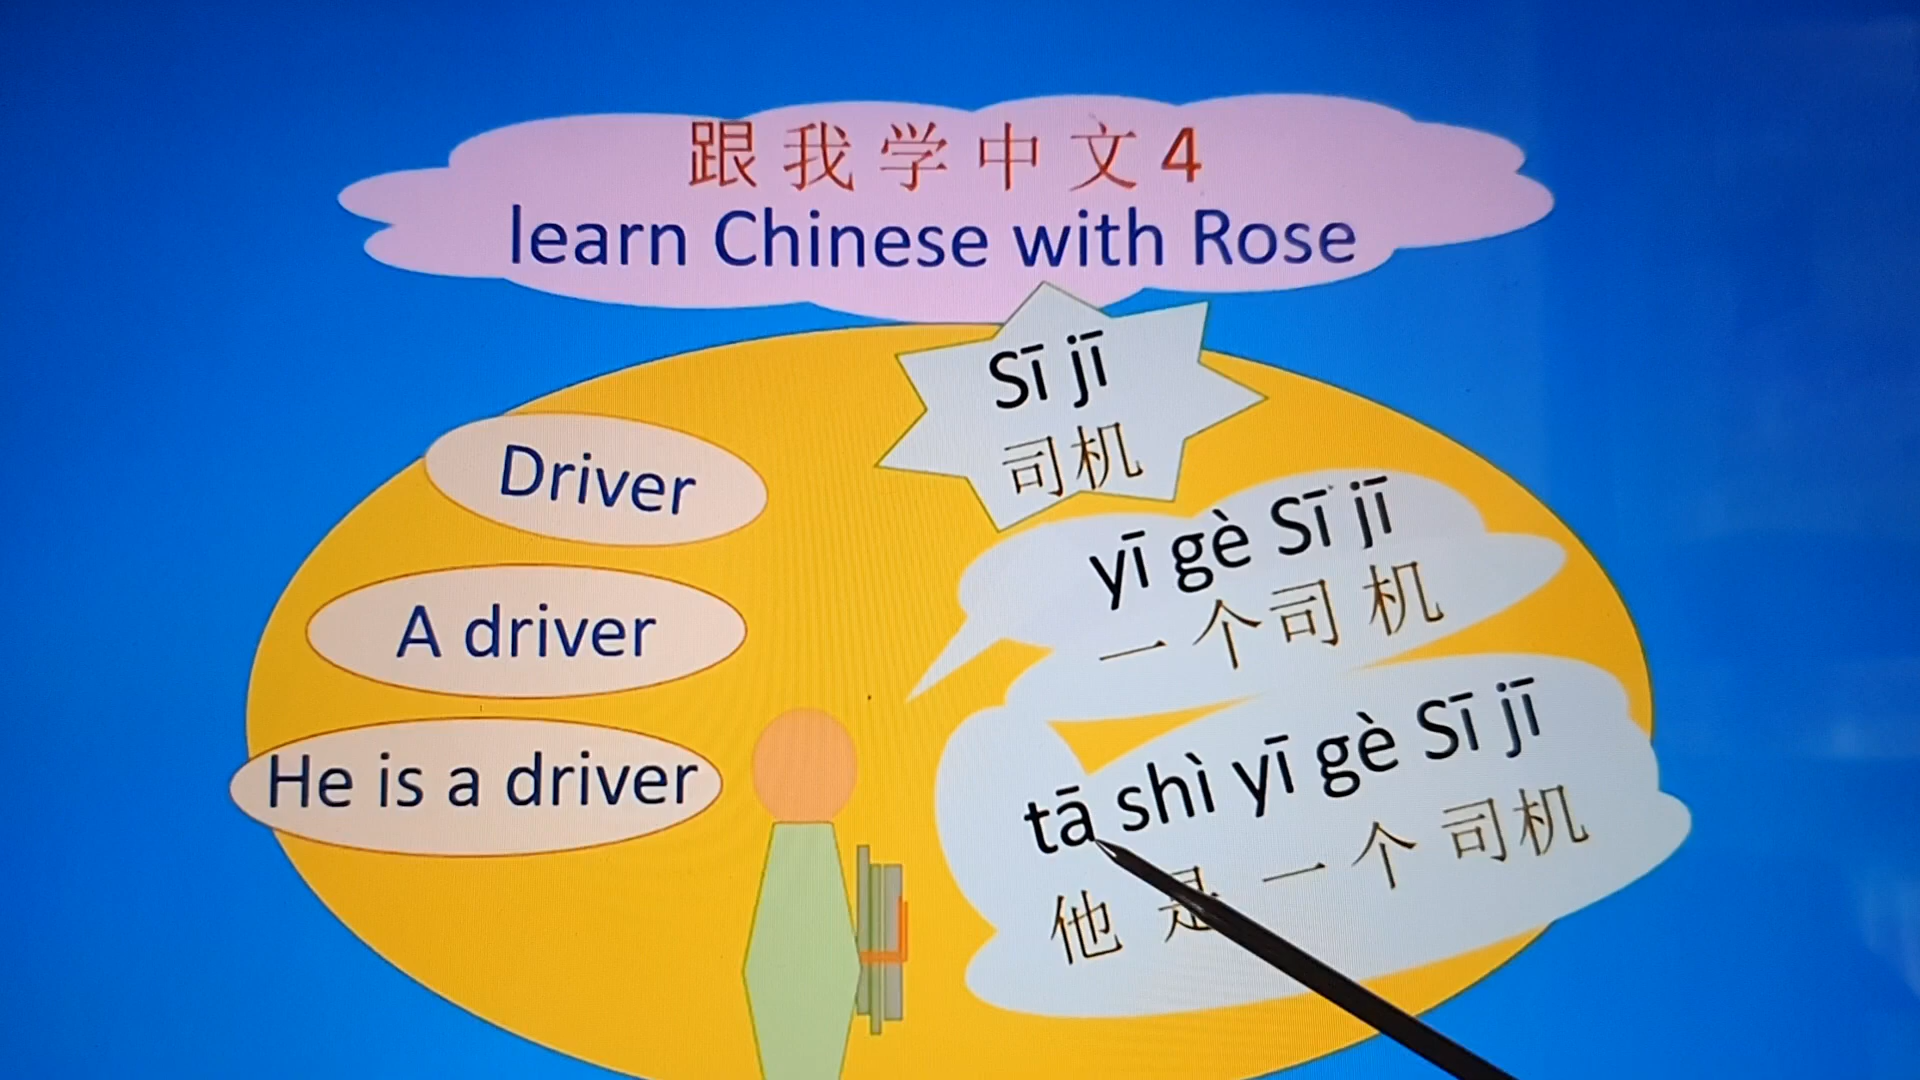 跟我学中文4
learn Chinese with Rose
Sī jī
司机
Driver
yī gè Sī jī
一个司机
A driver
tā shì yī gè Sī jī
他是一个司机
He is a driver